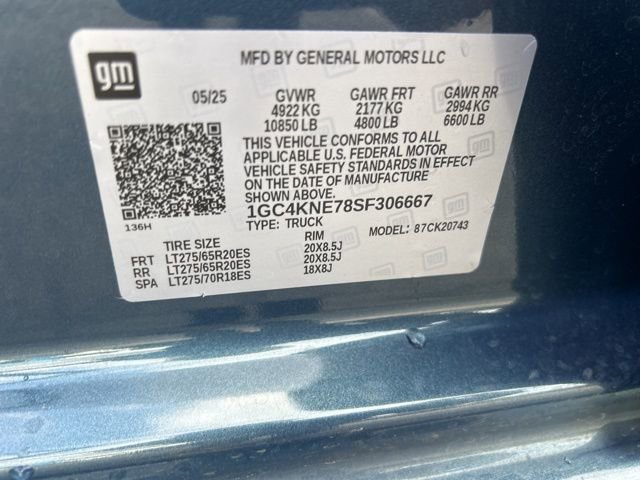 gm
MFD BY GENERAL MOTORS LLC
05/25 GVWR GAWR FRT GAWR RR
4922 KG 2177 KG 2994 KG
10850 LB 4800 LB 6600 LB
THIS VEHICLE CONFORMS TO ALL
APPLICABLE U.S. FEDERAL MOTOR
VEHICLE SAFETY STANDARDS IN EFFECT
ON THE DATE OF MANUFACTURE
SHOWN ABOVE.
1GC4KNE78SF306667
136H TYPE: TRUCK MODEL: 87CK20743
TIRE SIZE RIM
FRT LT275/65R20ES 20X8.5J
RR LT275/65R20ES 20X8.5J
SPA LT275/70R18ES 18X8J